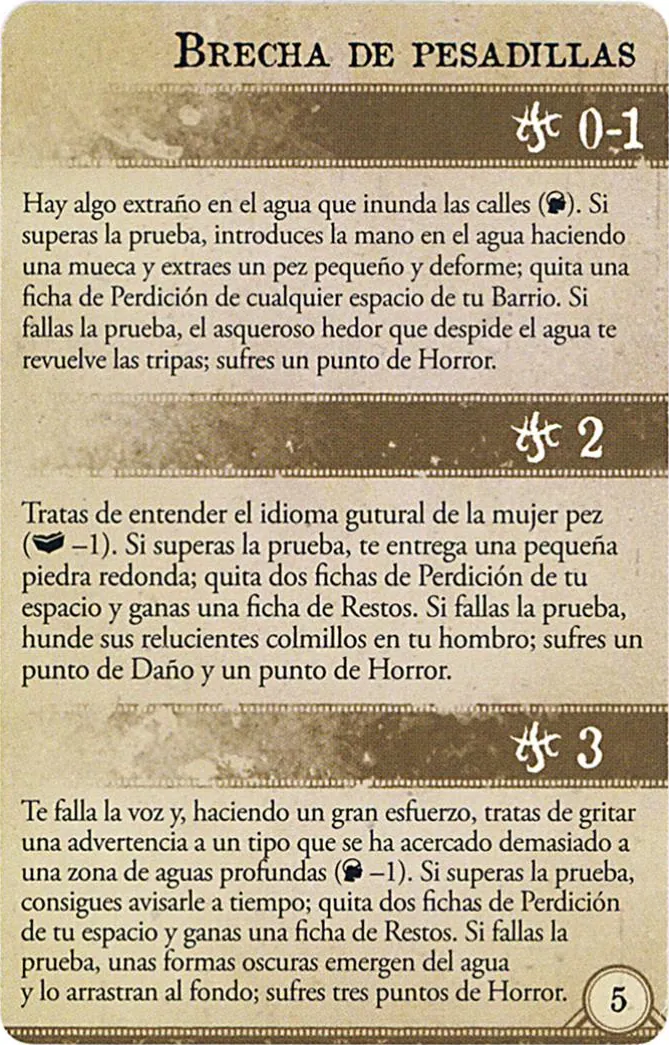 Brecha de pesadillas
0-1
Hay algo extraño en el agua que inunda las calles (). Si
superas la prueba, introduces la mano en el agua haciendo
una mueca y extraes un pez pequeño y deforme; quita una
ficha de Perdición de cualquier espacio de tu Barrio. Si
fallas la prueba, el asqueroso hedor que despide el agua te
revuelve las tripas; sufres un punto de Horror.
2
Tratas de entender el idioma gutural de la mujer pez
( –1). Si superas la prueba, te entrega una pequeña
piedra redonda; quita dos fichas de Perdición de tu
espacio y ganas una ficha de Restos. Si fallas la prueba,
hunde sus relucientes colmillos en tu hombro; sufres un
punto de Daño y un punto de Horror.
3
Te falla la voz y, haciendo un gran esfuerzo, tratas de gritar
una advertencia a un tipo que se ha acercado demasiado a
una zona de aguas profundas ( –1). Si superas la prueba,
consigues avisarle a tiempo; quita dos fichas de Perdición
de tu espacio y ganas una ficha de Restos. Si fallas la
prueba, unas formas oscuras emergen del agua
y lo arrastran al fondo; sufres tres puntos de Horror.
5